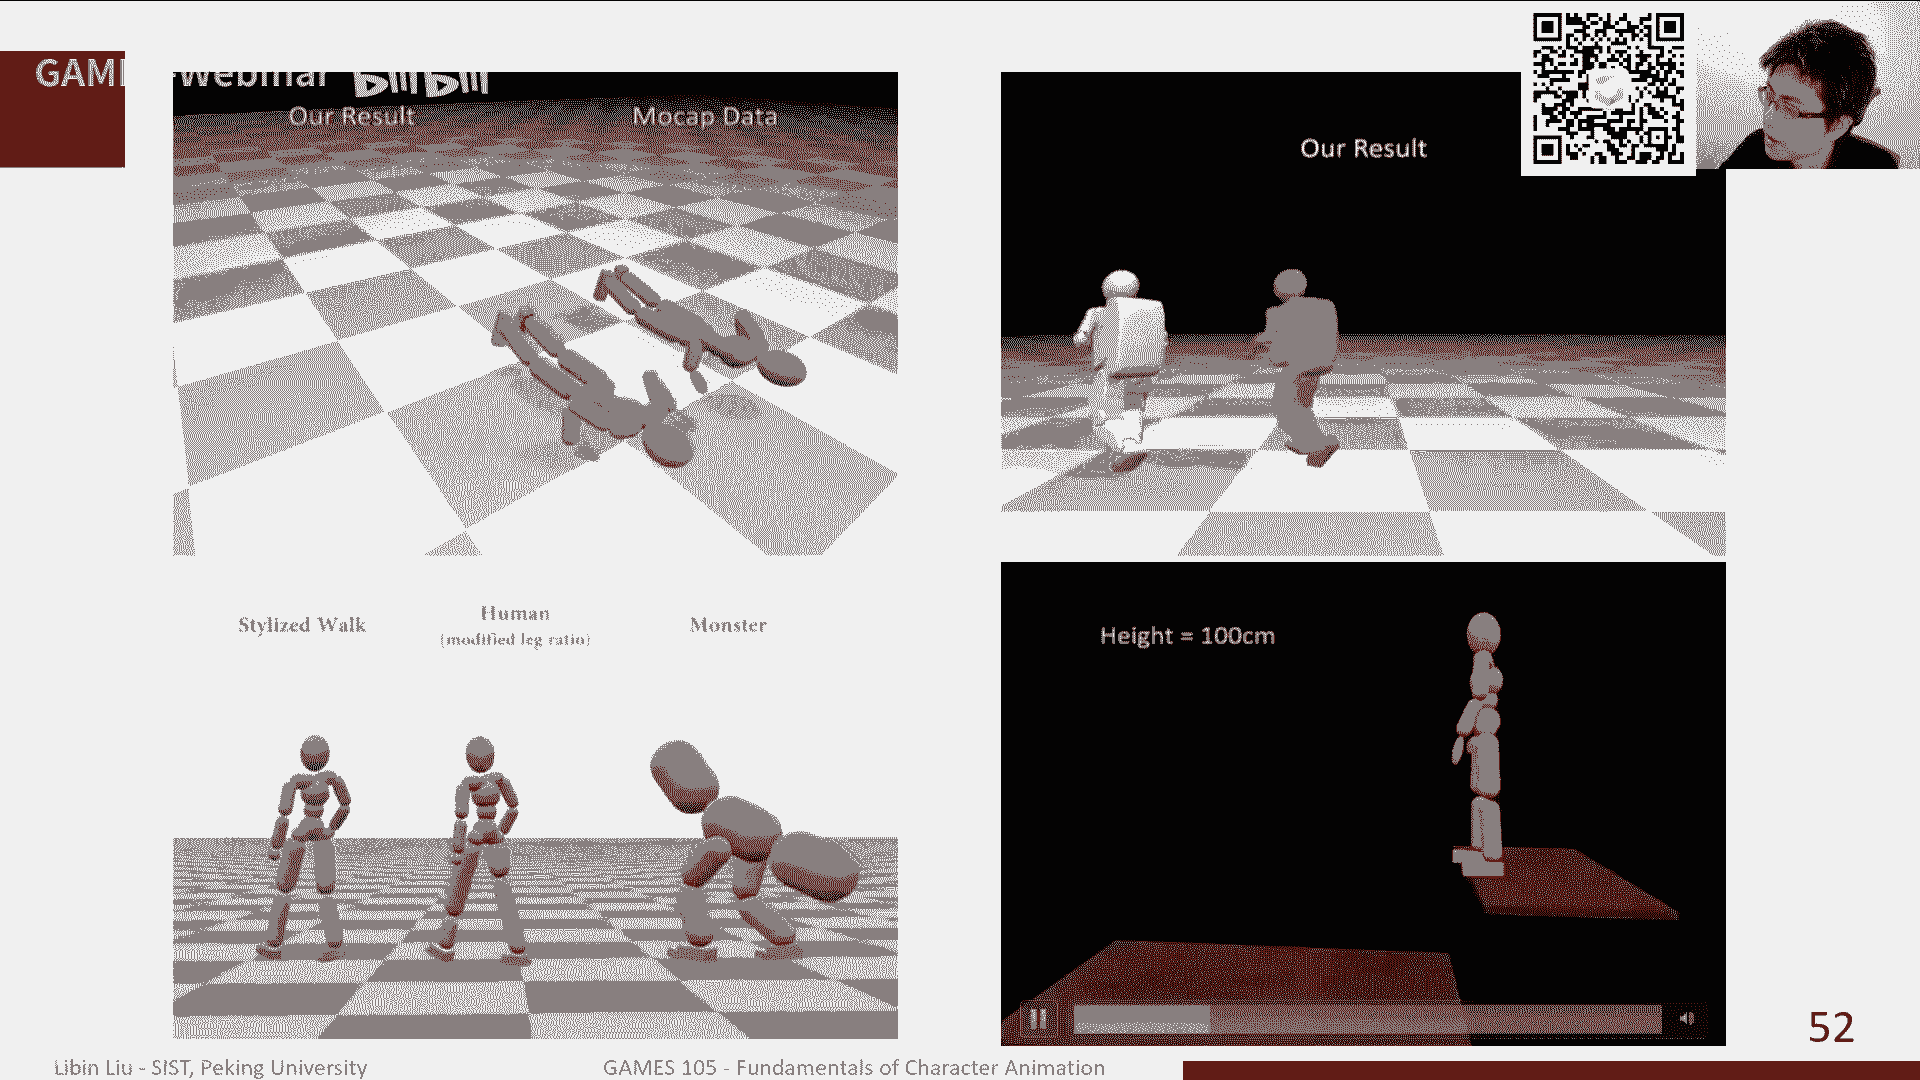 GAMES-Webinar bilibili
Our Result
Mocap Data
Our Result
Stylized Walk
Human
(modified leg ratio)
Monster
Height = 100cm
52
Libin Liu - SIST, Peking University
GAMES 105 - Fundamentals of Character Animation